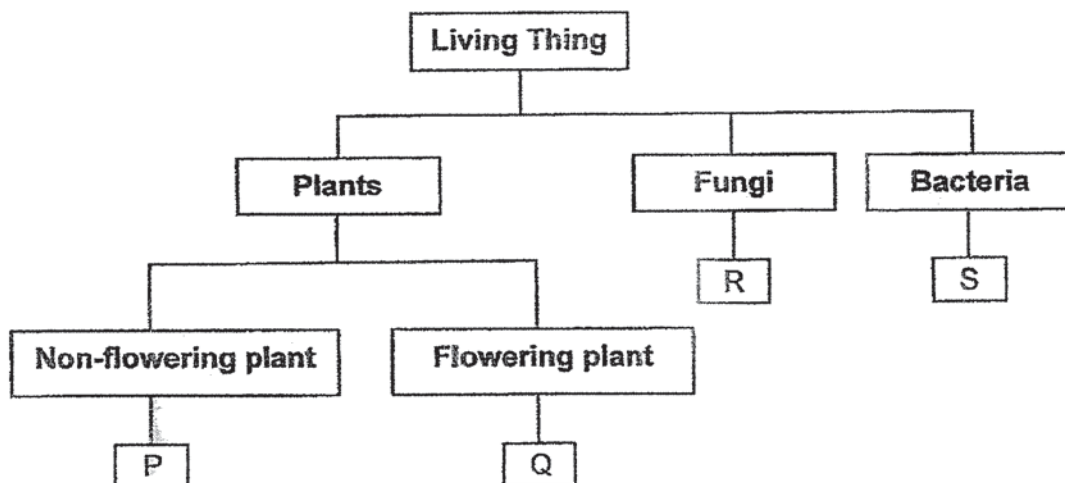 Living Thing
Plants
Fungi
Bacteria
R
S
Non-flowering plant
Flowering plant
P
Q